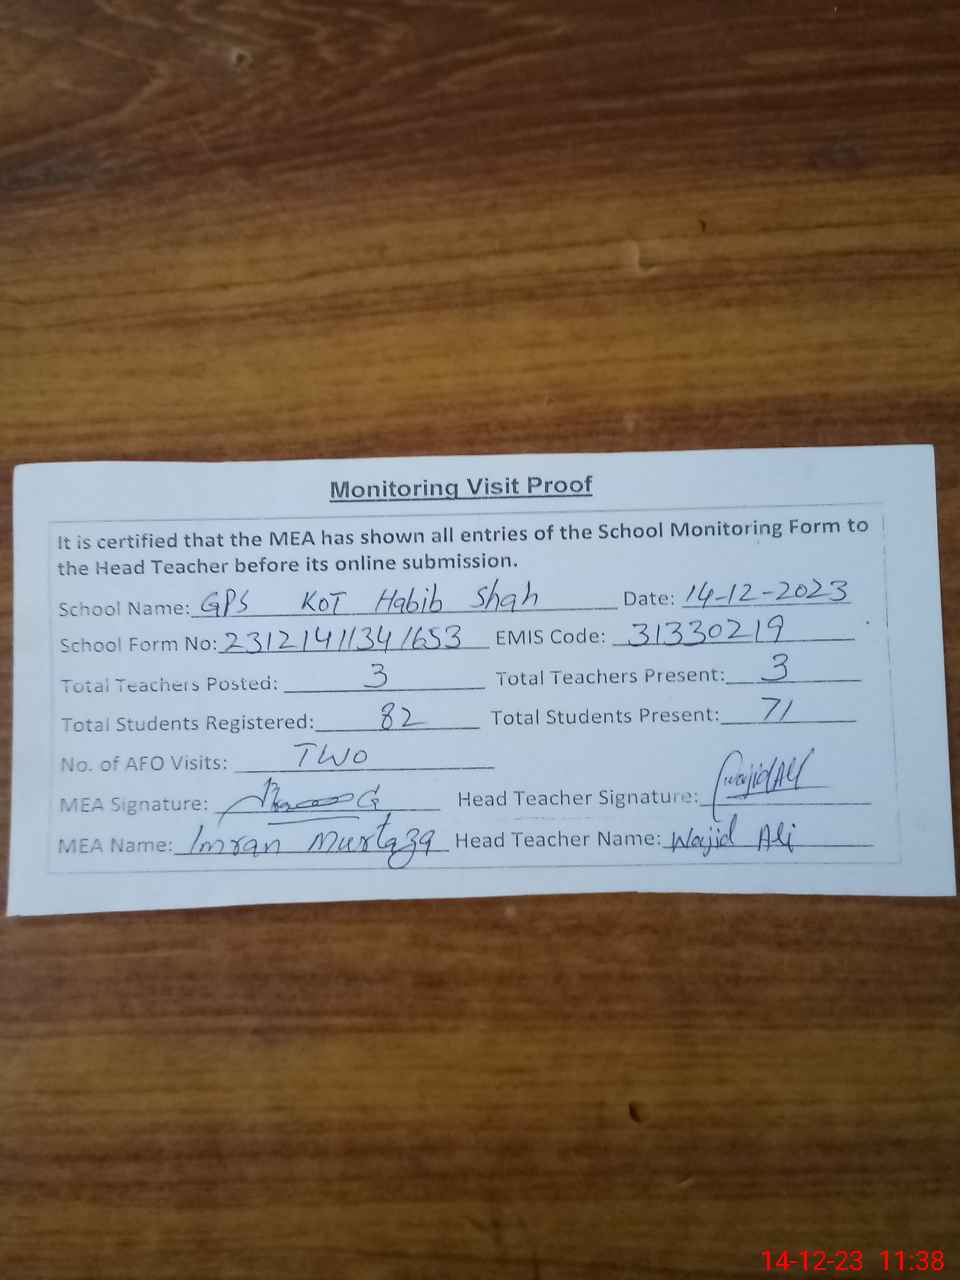 Monitoring Visit Proof
It is certified that the MEA has shown all entries of the School Monitoring Form to
the Head Teacher before its online submission.
School Name: GPS KOT Habib Shah Date: 14-12-2023
School Form No: 23121411341653 EMIS Code: 31330219
Total Teachers Posted: 3 Total Teachers Present: 3
Total Students Registered: 82 Total Students Present: 71
No. of AFO Visits: TWO
MEA Signature: Head Teacher Signature: Wajid Ali
MEA Name: Imran Murtaza Head Teacher Name: Wajid Ali
14-12-23 11:38